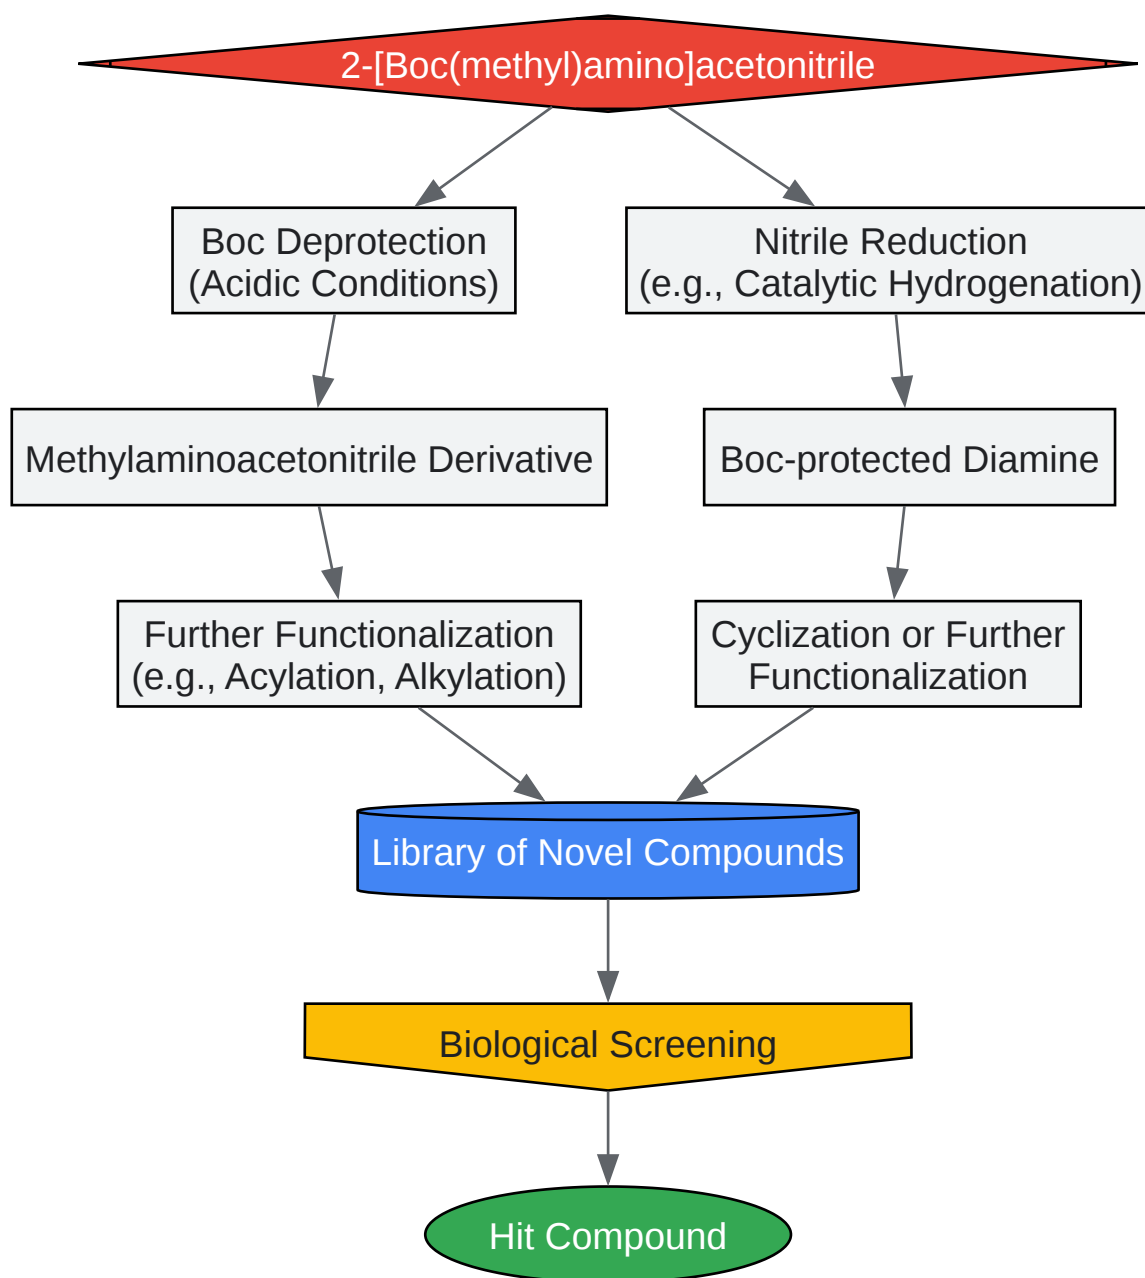 2-[Boc(methyl)amino]acetonitrile
Boc Deprotection
(Acidic Conditions)
Nitrile Reduction
(e.g., Catalytic Hydrogenation)
Methylaminoacetonitrile Derivative
Boc-protected Diamine
Further Functionalization
(e.g., Acylation, Alkylation)
Cyclization or Further
Functionalization
Library of Novel Compounds
Biological Screening
Hit Compound